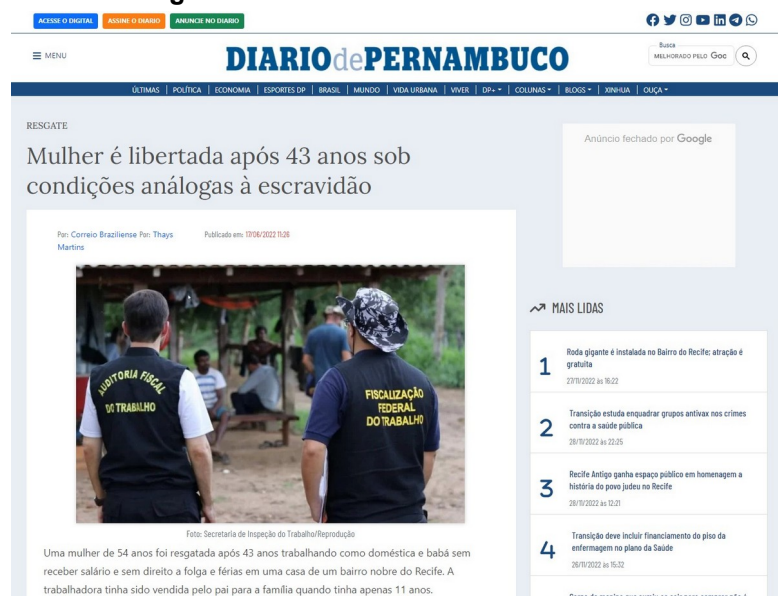 ACESSE O DIGITAL ASSINE O DIARIO ANUNCIE NO DIARIO
MENU
DIARIOdePERNAMBUCO
Busca
MELHORADO PELO Goo
ÚLTIMAS | POLÍTICA | ECONOMIA | ESPORTES DP | BRASIL | MUNDO | VIDA URBANA | VIVER | DP+ | COLUNAS | BLOGS | XINHUA | OUÇA
RESGATE
Mulher é libertada após 43 anos sob
condições análogas à escravidão
Por: Correio Braziliense Por: Thays
Martins
Publicado em: 17/06/2022 11:26
AUDITORIA FISCAL
DO TRABALHO
FISCALIZAÇÃO
FEDERAL
DO TRABALHO
Foto: Secretaria de Inspeção do Trabalho/Reprodução
Uma mulher de 54 anos foi resgatada após 43 anos trabalhando como doméstica e babá sem
receber salário e sem direito a folga e férias em uma casa de um bairro nobre do Recife. A
trabalhadora tinha sido vendida pelo pai para a família quando tinha apenas 11 anos.
Anúncio fechado por Google
MAIS LIDAS
1
Roda gigante é instalada no Bairro do Recife; atração é
gratuita
27/11/2022 às 16:22
2
Transição estuda enquadrar grupos antivax nos crimes
contra a saúde pública
28/11/2022 às 22:25
3
Recife Antigo ganha espaço público em homenagem a
história do povo judeu no Recife
28/11/2022 às 12:21
4
Transição deve incluir financiamento do piso da
enfermagem no plano da Saúde
26/11/2022 às 15:32